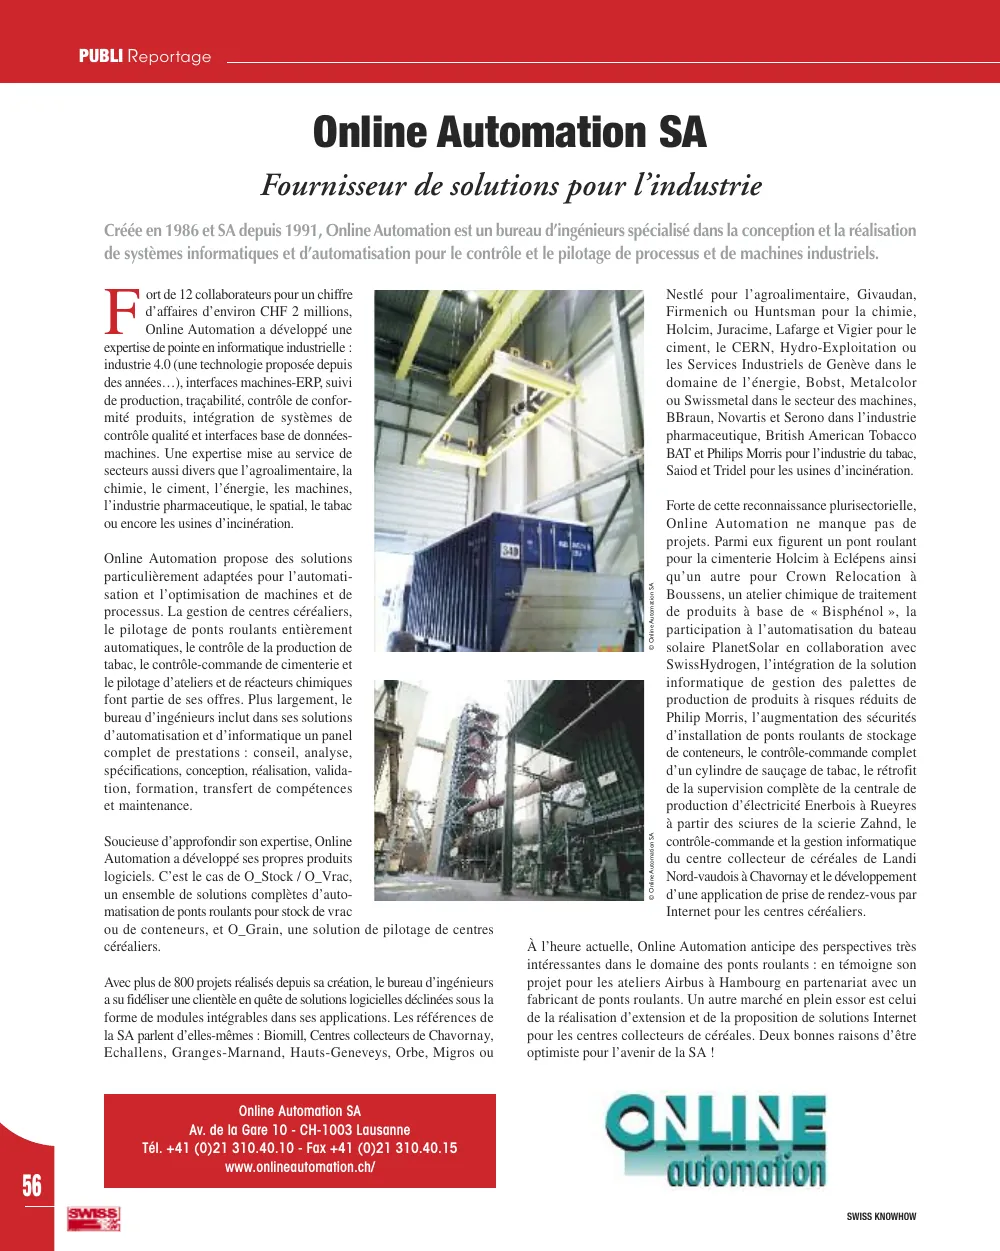 PUBLI Reportage
Online Automation SA
Fournisseur de solutions pour l’industrie
Créée en 1986 et SA depuis 1991, Online Automation est un bureau d’ingénieurs spécialisé dans la conception et la réalisation
de systèmes informatiques et d’automatisation pour le contrôle et le pilotage de processus et de machines industriels.
Fort de 12 collaborateurs pour un chiffre
d’affaires d’environ CHF 2 millions,
Online Automation a développé une
expertise de pointe en informatique industrielle :
industrie 4.0 (une technologie proposée depuis
des années…), interfaces machines-ERP, suivi
de production, traçabilité, contrôle de confor-
mité produits, intégration de systèmes de
contrôle qualité et interfaces base de données-
machines. Une expertise mise au service de
secteurs aussi divers que l’agroalimentaire, la
chimie, le ciment, l’énergie, les machines,
l’industrie pharmaceutique, le spatial, le tabac
ou encore les usines d’incinération.
Online Automation propose des solutions
particulièrement adaptées pour l’automati-
sation et l’optimisation de machines et de
processus. La gestion de centres céréaliers,
le pilotage de ponts roulants entièrement
automatiques, le contrôle de la production de
tabac, le contrôle-commande de cimenterie et
le pilotage d’ateliers et de réacteurs chimiques
font partie de ses offres. Plus largement, le
bureau d’ingénieurs inclut dans ses solutions
d’automatisation et d’informatique un panel
complet de prestations : conseil, analyse,
spécifications, conception, réalisation, valida-
tion, formation, transfert de compétences
et maintenance.
Soucieuse d’approfondir son expertise, Online
Automation a développé ses propres produits
logiciels. C’est le cas de O_Stock / O_Vrac,
un ensemble de solutions complètes d’auto-
matisation de ponts roulants pour stock de vrac
ou de conteneurs, et O_Grain, une solution de pilotage de centres
céréaliers.
Avec plus de 800 projets réalisés depuis sa création, le bureau d’ingénieurs
a su fidéliser une clientèle en quête de solutions logicielles déclinées sous la
forme de modules intégrables dans ses applications. Les références de
la SA parlent d’elles-mêmes : Biomill, Centres collecteurs de Chavornay,
Echallens, Granges-Marnand, Hauts-Geneveys, Orbe, Migros ou
340
© Online Automation SA
© Online Automation SA
Nestlé pour l’agroalimentaire, Givaudan,
Firmenich ou Huntsman pour la chimie,
Holcim, Juracime, Lafarge et Vigier pour le
ciment, le CERN, Hydro-Exploitation ou
les Services Industriels de Genève dans le
domaine de l’énergie, Bobst, Metalcolor
ou Swissmetal dans le secteur des machines,
BBraun, Novartis et Serono dans l’industrie
pharmaceutique, British American Tobacco
BAT et Philips Morris pour l’industrie du tabac,
Saiod et Tridel pour les usines d’incinération.
Forte de cette reconnaissance plurisectorielle,
Online Automation ne manque pas de
projets. Parmi eux figurent un pont roulant
pour la cimenterie Holcim à Eclépens ainsi
qu’un autre pour Crown Relocation à
Boussens, un atelier chimique de traitement
de produits à base de « Bisphénol », la
participation à l’automatisation du bateau
solaire PlanetSolar en collaboration avec
SwissHydrogen, l’intégration de la solution
informatique de gestion des palettes de
production de produits à risques réduits de
Philip Morris, l’augmentation des sécurités
d’installation de ponts roulants de stockage
de conteneurs, le contrôle-commande complet
d’un cylindre de sauçage de tabac, le rétrofit
de la supervision complète de la centrale de
production d’électricité Enerbois à Rueyres
à partir des sciures de la scierie Zahnd, le
contrôle-commande et la gestion informatique
du centre collecteur de céréales de Landi
Nord-vaudois à Chavornay et le développement
d’une application de prise de rendez-vous par
Internet pour les centres céréaliers.
À l’heure actuelle, Online Automation anticipe des perspectives très
intéressantes dans le domaine des ponts roulants : en témoigne son
projet pour les ateliers Airbus à Hambourg en partenariat avec un
fabricant de ponts roulants. Un autre marché en plein essor est celui
de la réalisation d’extension et de la proposition de solutions Internet
pour les centres collecteurs de céréales. Deux bonnes raisons d’être
optimiste pour l’avenir de la SA !
Online Automation SA
Av. de la Gare 10 - CH-1003 Lausanne
Tél. +41 (0)21 310.40.10 - Fax +41 (0)21 310.40.15
www.onlineautomation.ch/
ONLINE
automation
56
SWISS
SWISS KNOWHOW